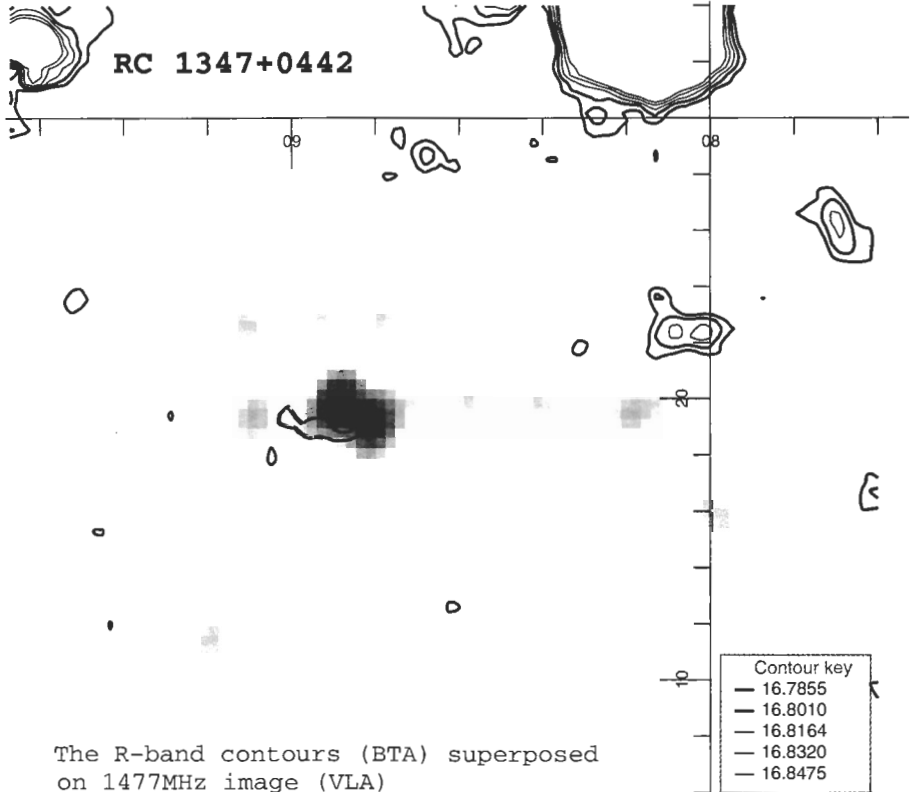 RC 1347+0442
09
08
20
10
Contour key
16.7855
16.8010
16.8164
16.8320
16.8475
The R-band contours (BTA) superposed
on 1477MHz image (VLA)